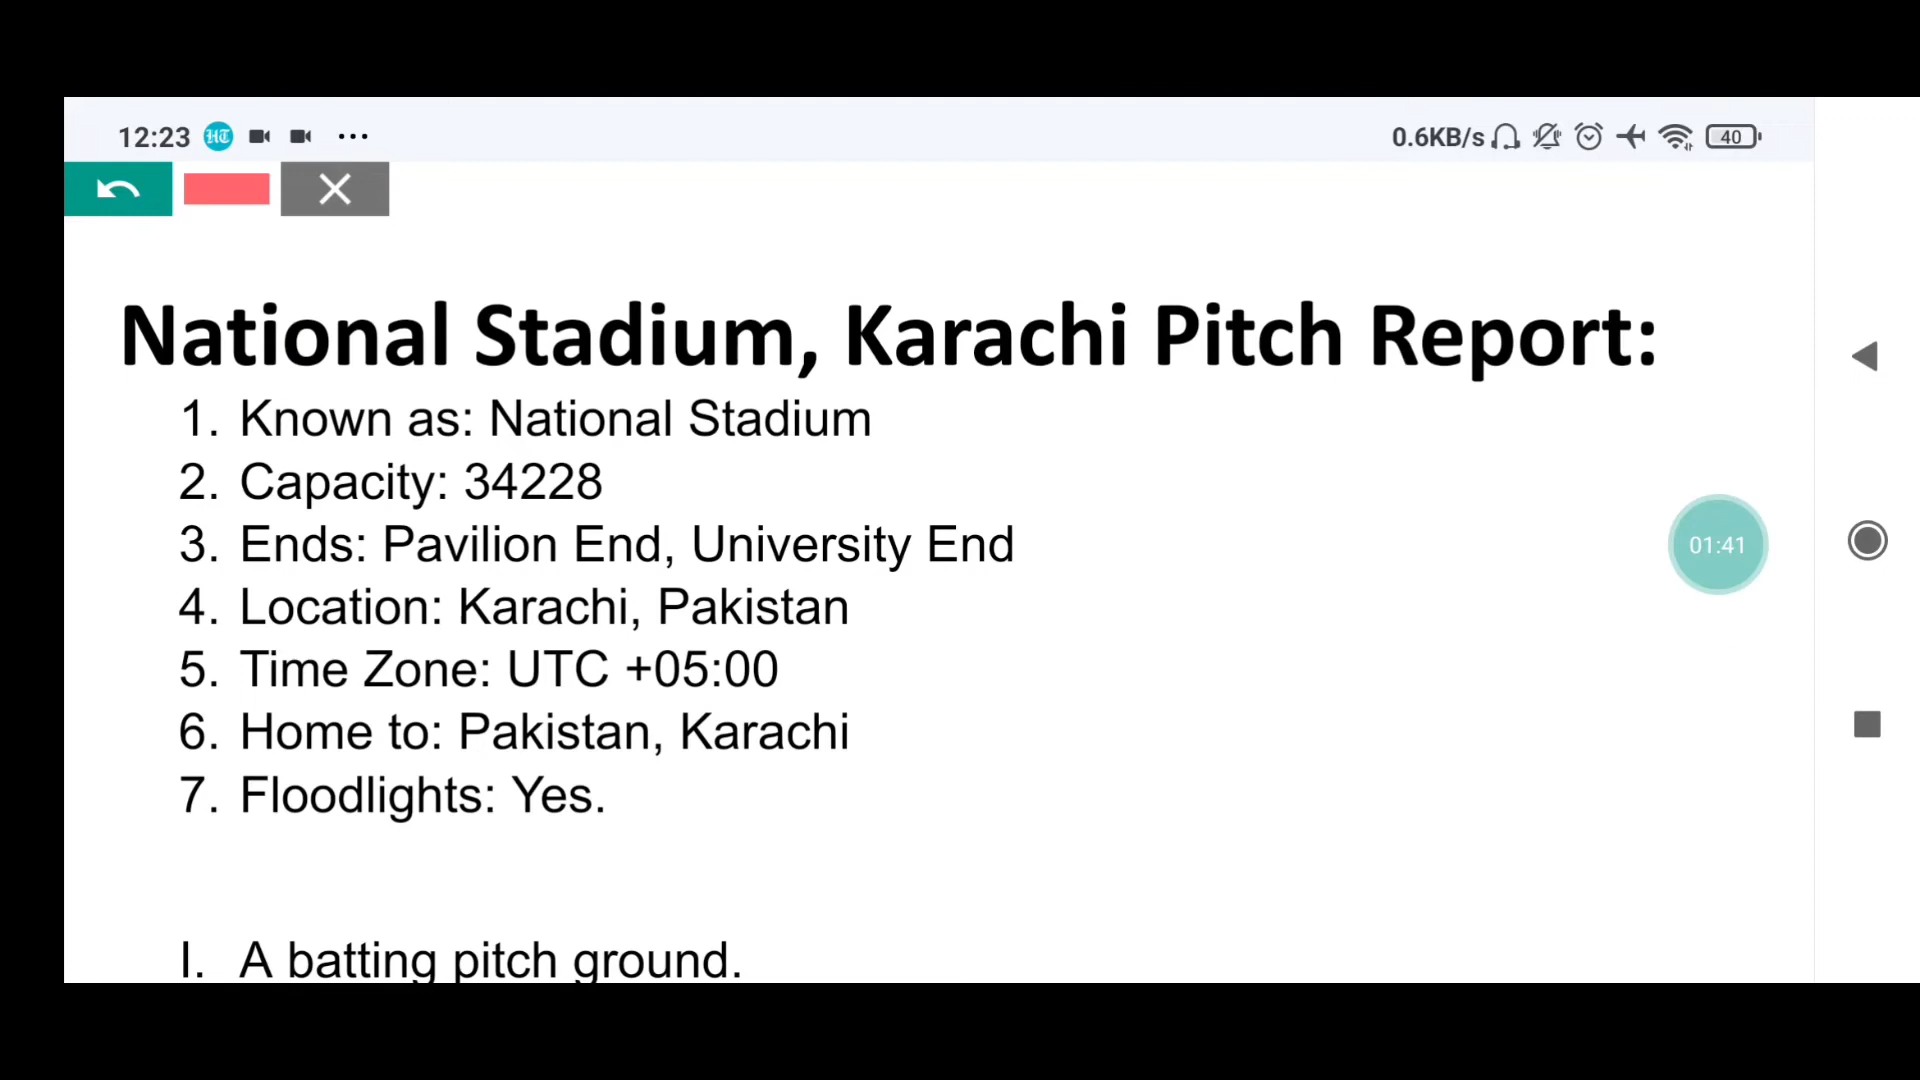 12:23 HT ... 0.6KB/s 40
National Stadium, Karachi Pitch Report:
1. Known as: National Stadium
2. Capacity: 34228
3. Ends: Pavilion End, University End
01:41
4. Location: Karachi, Pakistan
5. Time Zone: UTC +05:00
6. Home to: Pakistan, Karachi
7. Floodlights: Yes.
I. A batting pitch ground.